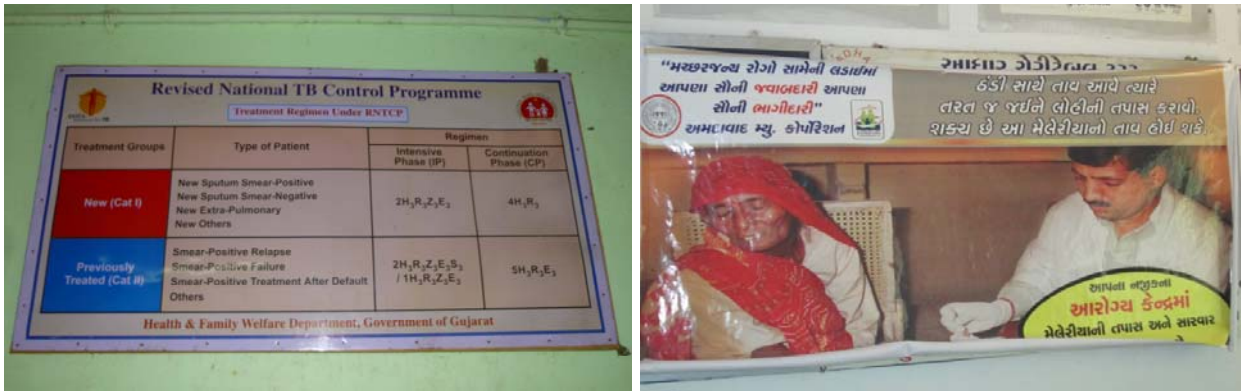 Revised National TB Control Programme
Treatment Regimen Under RNTCP
Treatment Groups
Type of Patient
Regimen
Intensive
Phase (IP)
Continuation
Phase (CP)
New (Cat I)
New Sputum Smear-Positive
New Sputum Smear-Negative
New Extra-Pulmonary
New Others
2H₃R₃Z₃E₃
4H₃R₃
Previously
Treated (Cat II)
Smear-Positive Relapse
Smear-Positive Failure
Smear-Positive Treatment After Default
Others
2H₃R₃Z₃E₃S₃
/ 1H₃R₃Z₃E₃
5H₃R₃E₃
Health & Family Welfare Department, Government of Gujarat
"મચ્છરજન્ય રોગો સામેની લડાઈમાં
આપણા સૌની જવાબદારી આપણા
સૌની ભાગીદારી"
અમદાવાદ મ્યુ. કોર્પોરેશન
ઠંડી સાથે તાવ આવે ત્યારે
તરત જ જઈને લોહીની તપાસ કરાવો.
શક્ય છે આ મેલેરીયાનો તાવ હોઈ શકે.
આપના નજીકના
આરોગ્ય કેન્દ્રમાં
મેલેરીયાની તપાસ અને સારવાર